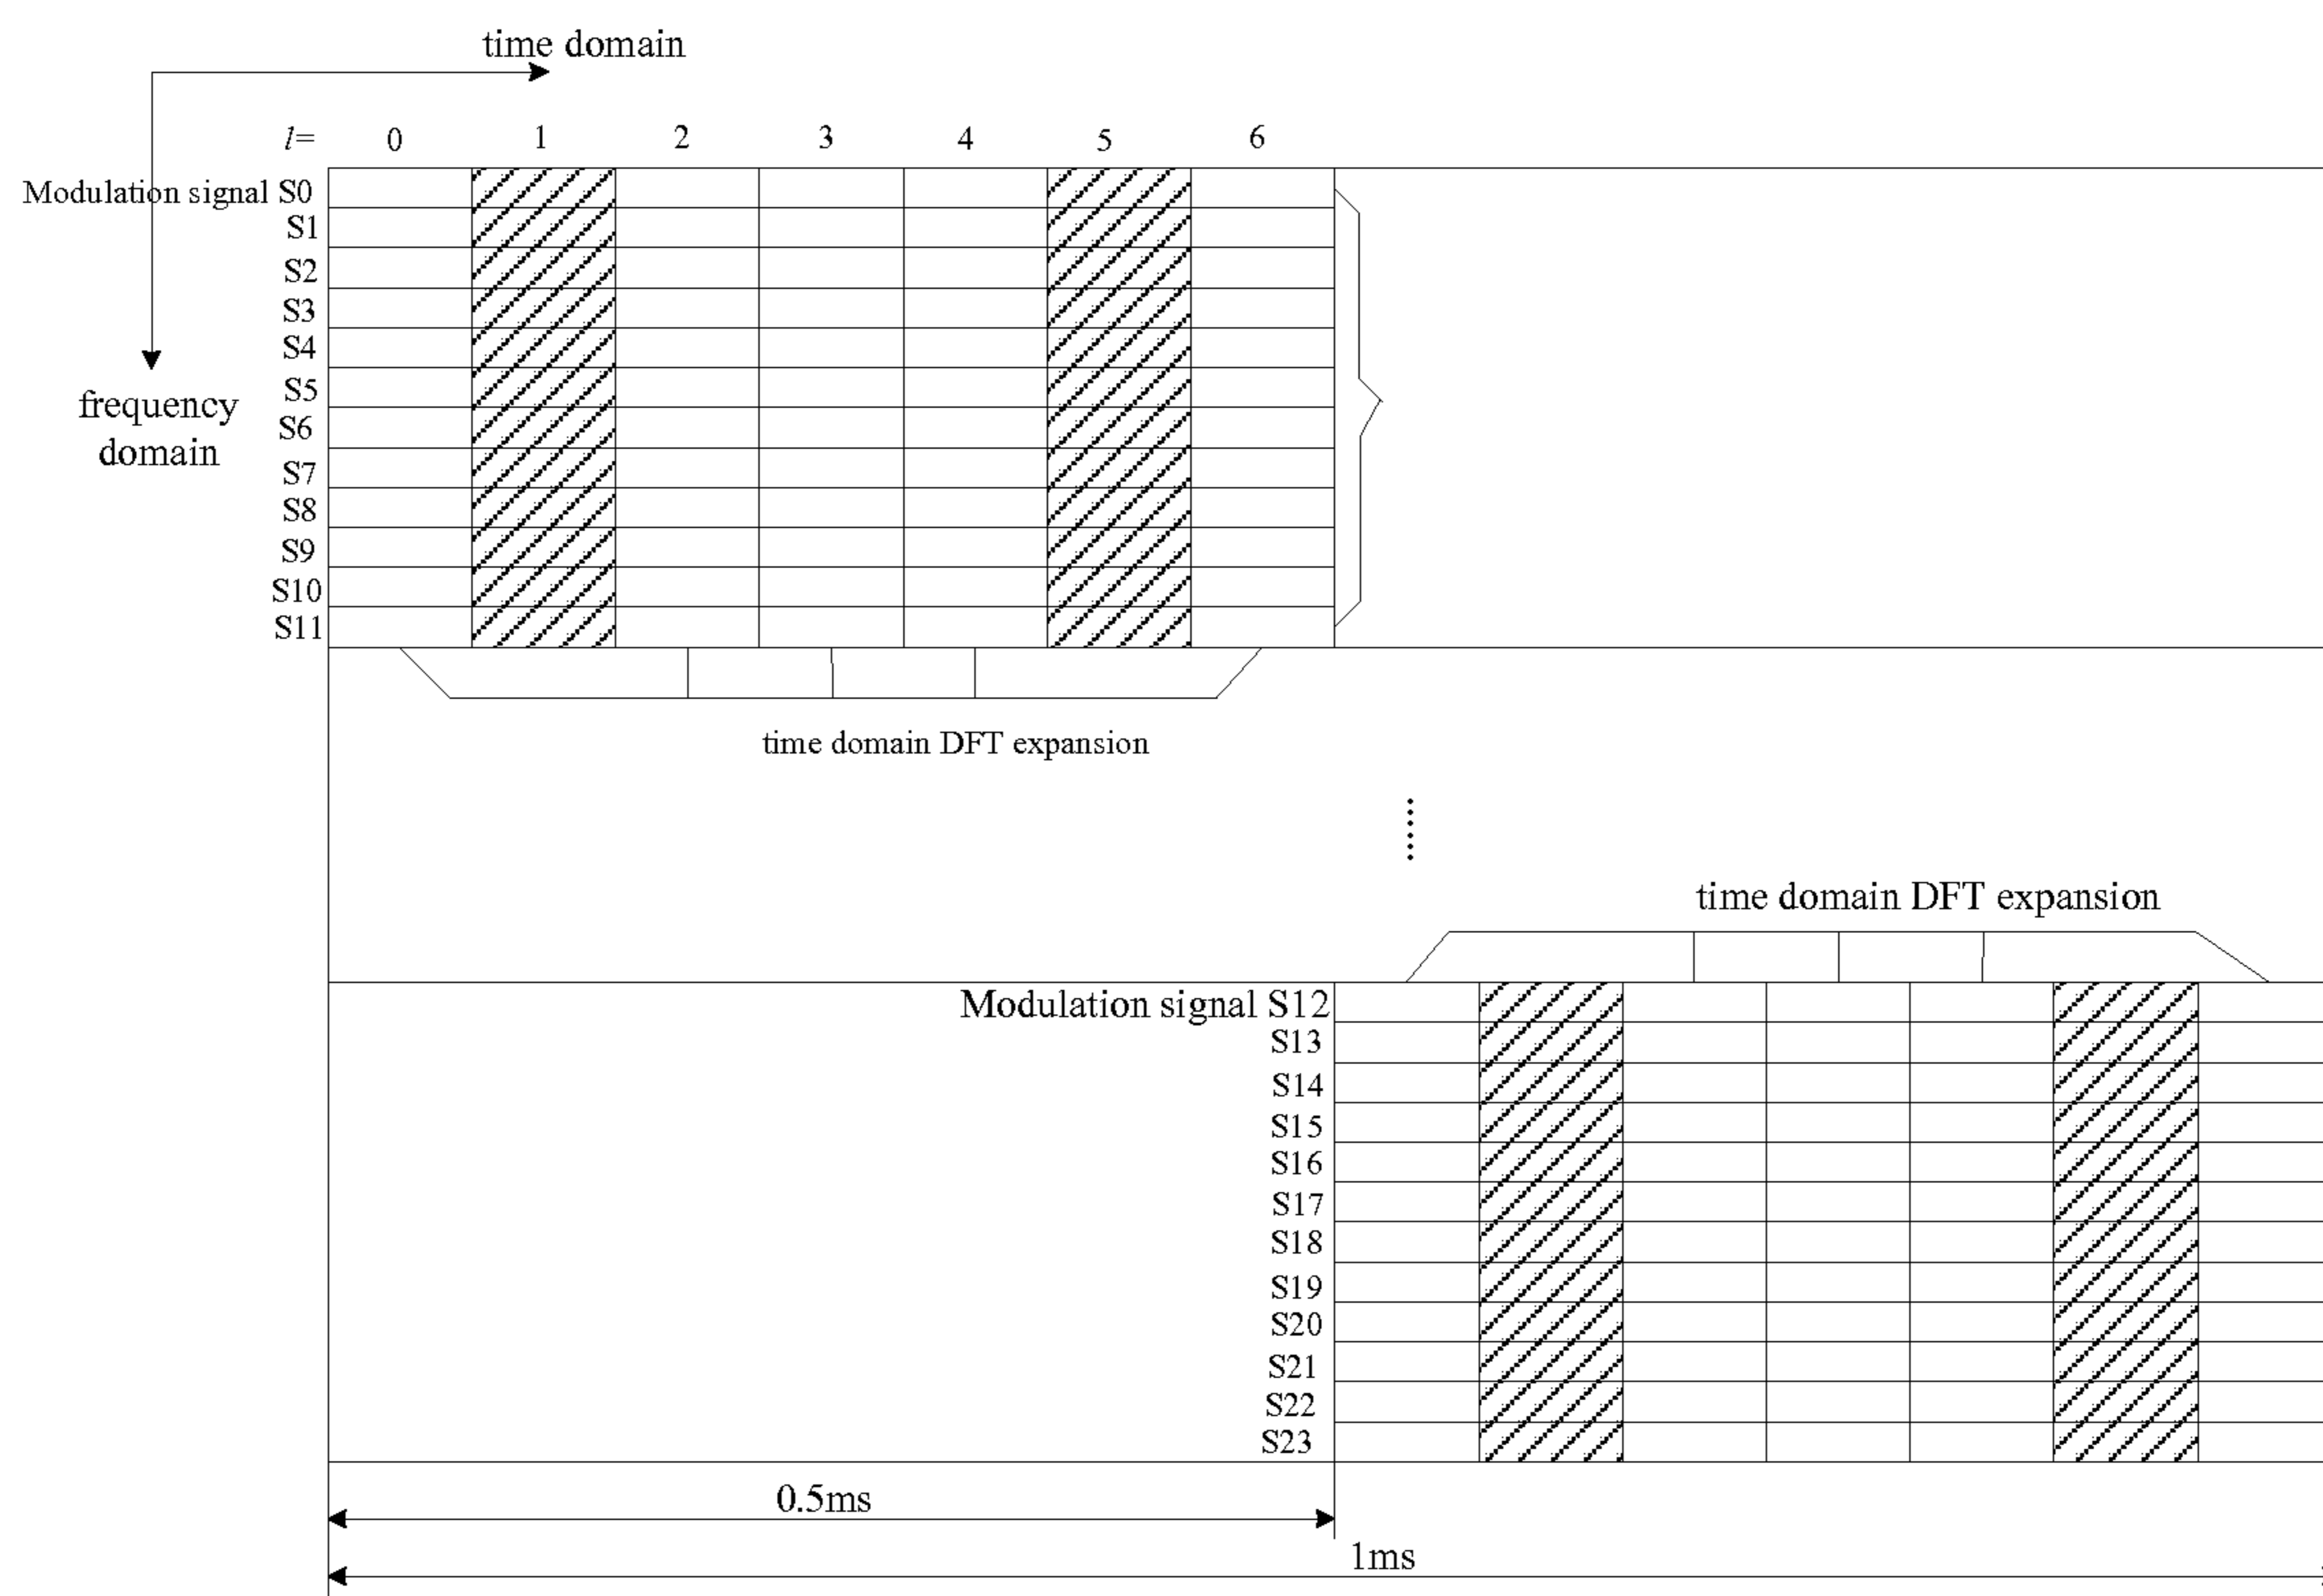 time domain
l= 0 1 2 3 4 5 6
Modulation signal S0
S1
S2
S3
S4
frequency
domain
S5
S6
S7
S8
S9
S10
S11
time domain DFT expansion
time domain DFT expansion
Modulation signal S12
S13
S14
S15
S16
S17
S18
S19
S20
S21
S22
S23
0.5ms
1ms